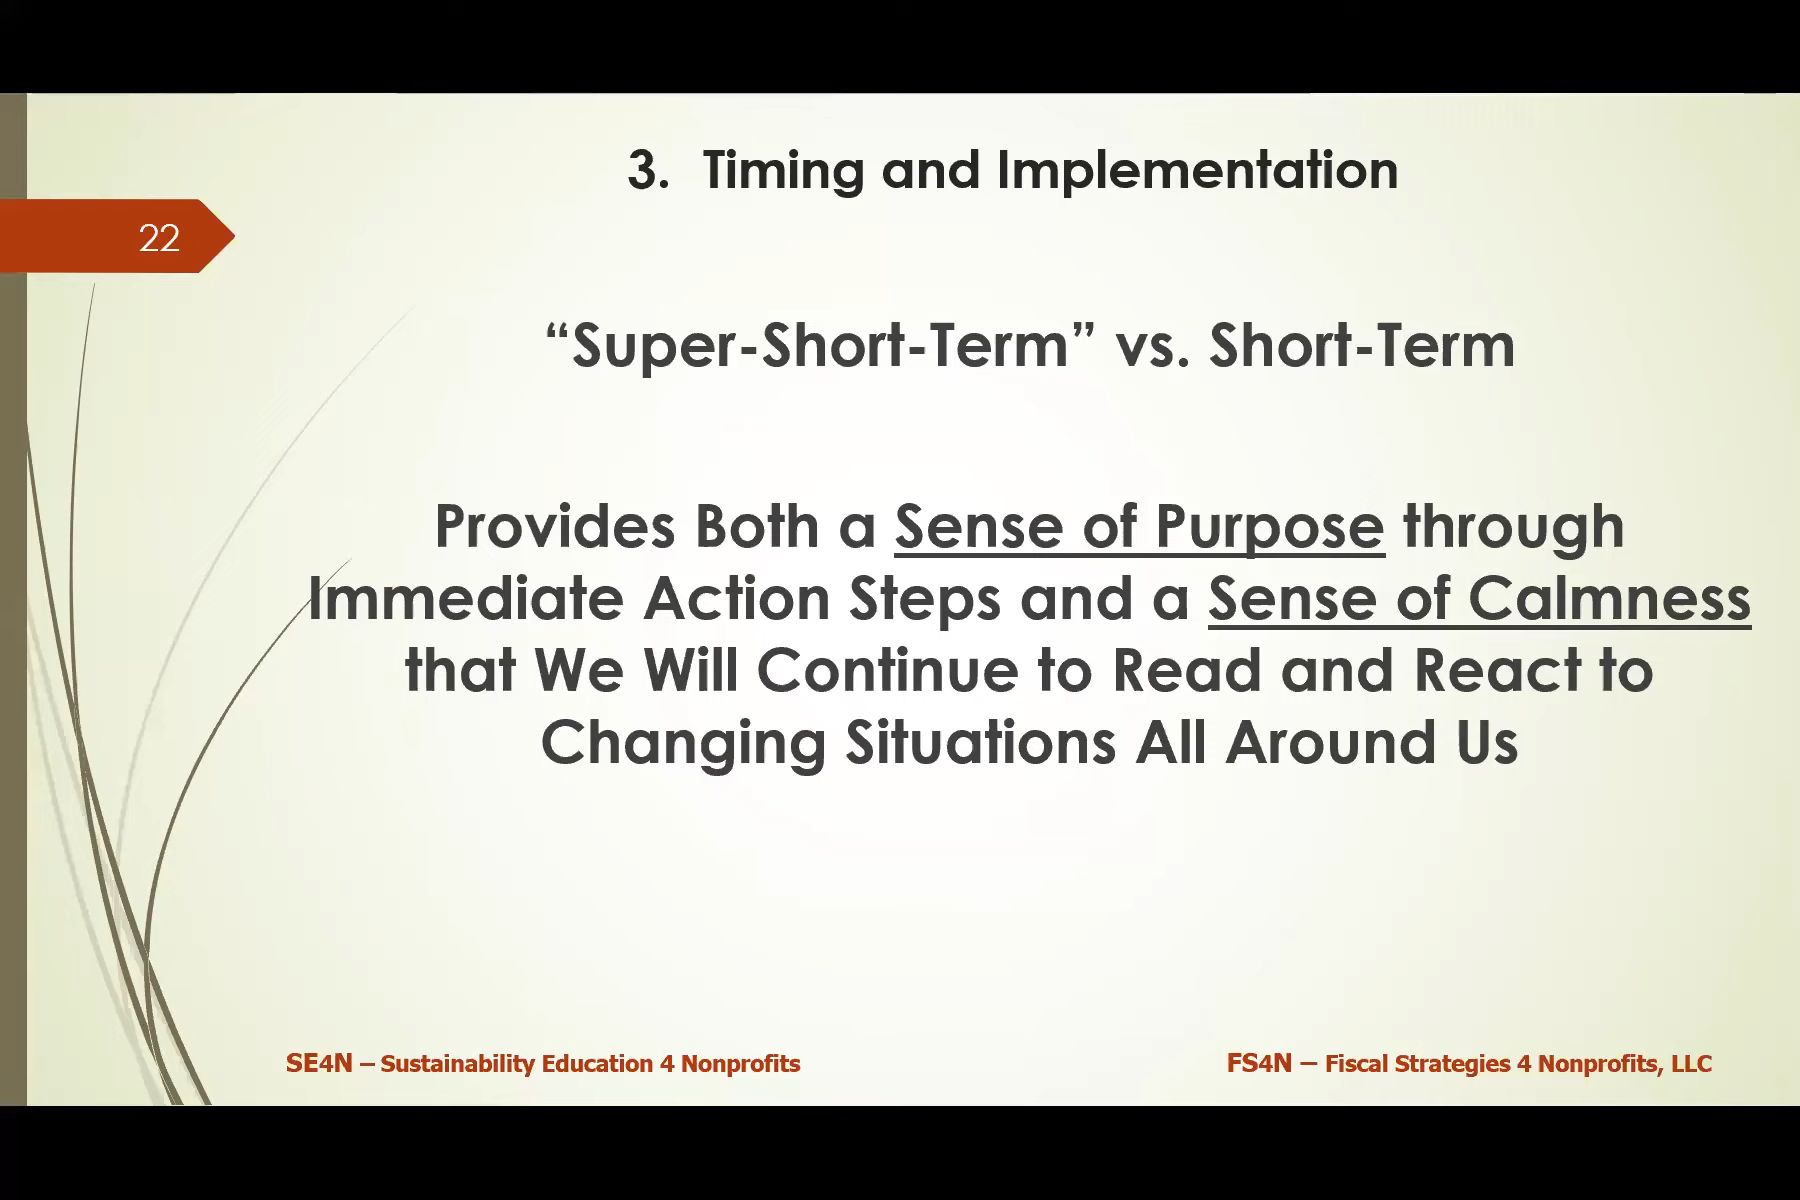 3. Timing and Implementation
22
“Super-Short-Term” vs. Short-Term
Provides Both a Sense of Purpose through
Immediate Action Steps and a Sense of Calmness
that We Will Continue to Read and React to
Changing Situations All Around Us
SE4N – Sustainability Education 4 Nonprofits
FS4N – Fiscal Strategies 4 Nonprofits, LLC